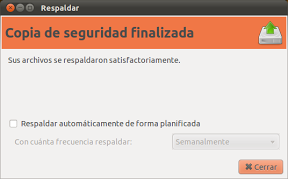 Respaldar
Copia de seguridad finalizada
Sus archivos se respaldaron satisfactoriamente.
Respaldar automáticamente de forma planificada
Con cuánta frecuencia respaldar:
Semanalmente
Cerrar